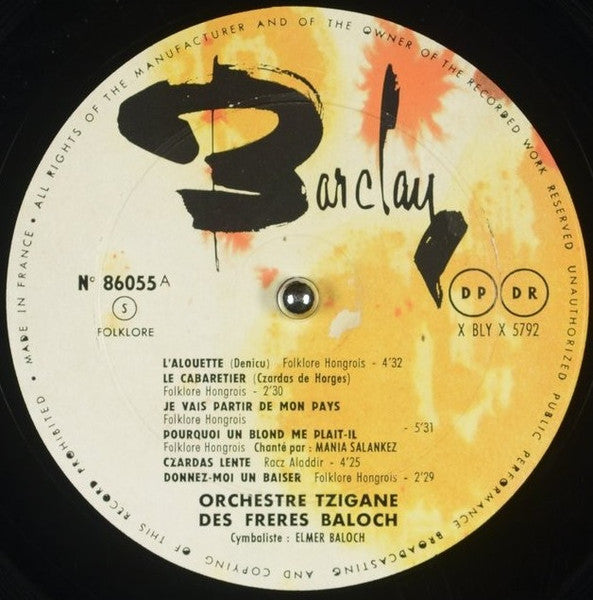 MADE IN FRANCE • ALL RIGHTS OF THE MANUFACTURER AND OF THE OWNER OF THE RECORDED WORK RESERVED UNAUTHORIZED PUBLIC PERFORMANCE BROADCASTING AND COPYING OF THIS RECORD PROHIBITED •
Barclay
N° 86055 A
S
FOLKLORE
DP DR
X BLY X 5792
L'ALOUETTE (Denicu) Folklore Hongrois - 4'32
LE CABARETIER (Czardas de Horges)
Folklore Hongrois - 2'30
JE VAIS PARTIR DE MON PAYS
Folklore Hongrois
- 5'31
POURQUOI UN BLOND ME PLAIT-IL
Folklore Hongrois Chanté par : MANIA SALANKEZ
CZARDAS LENTE Racz Aladdir - 4'25
DONNEZ-MOI UN BAISER Folklore Hongrois - 2'29
ORCHESTRE TZIGANE
DES FRERES BALOCH
Cymbaliste : ELMER BALOCH